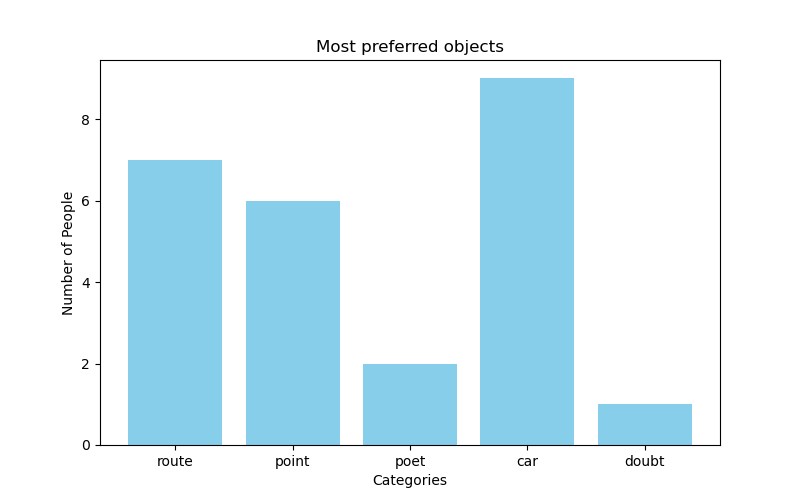 Most preferred objects
8
6
4
2
0
Number of People
route point poet car doubt
Categories